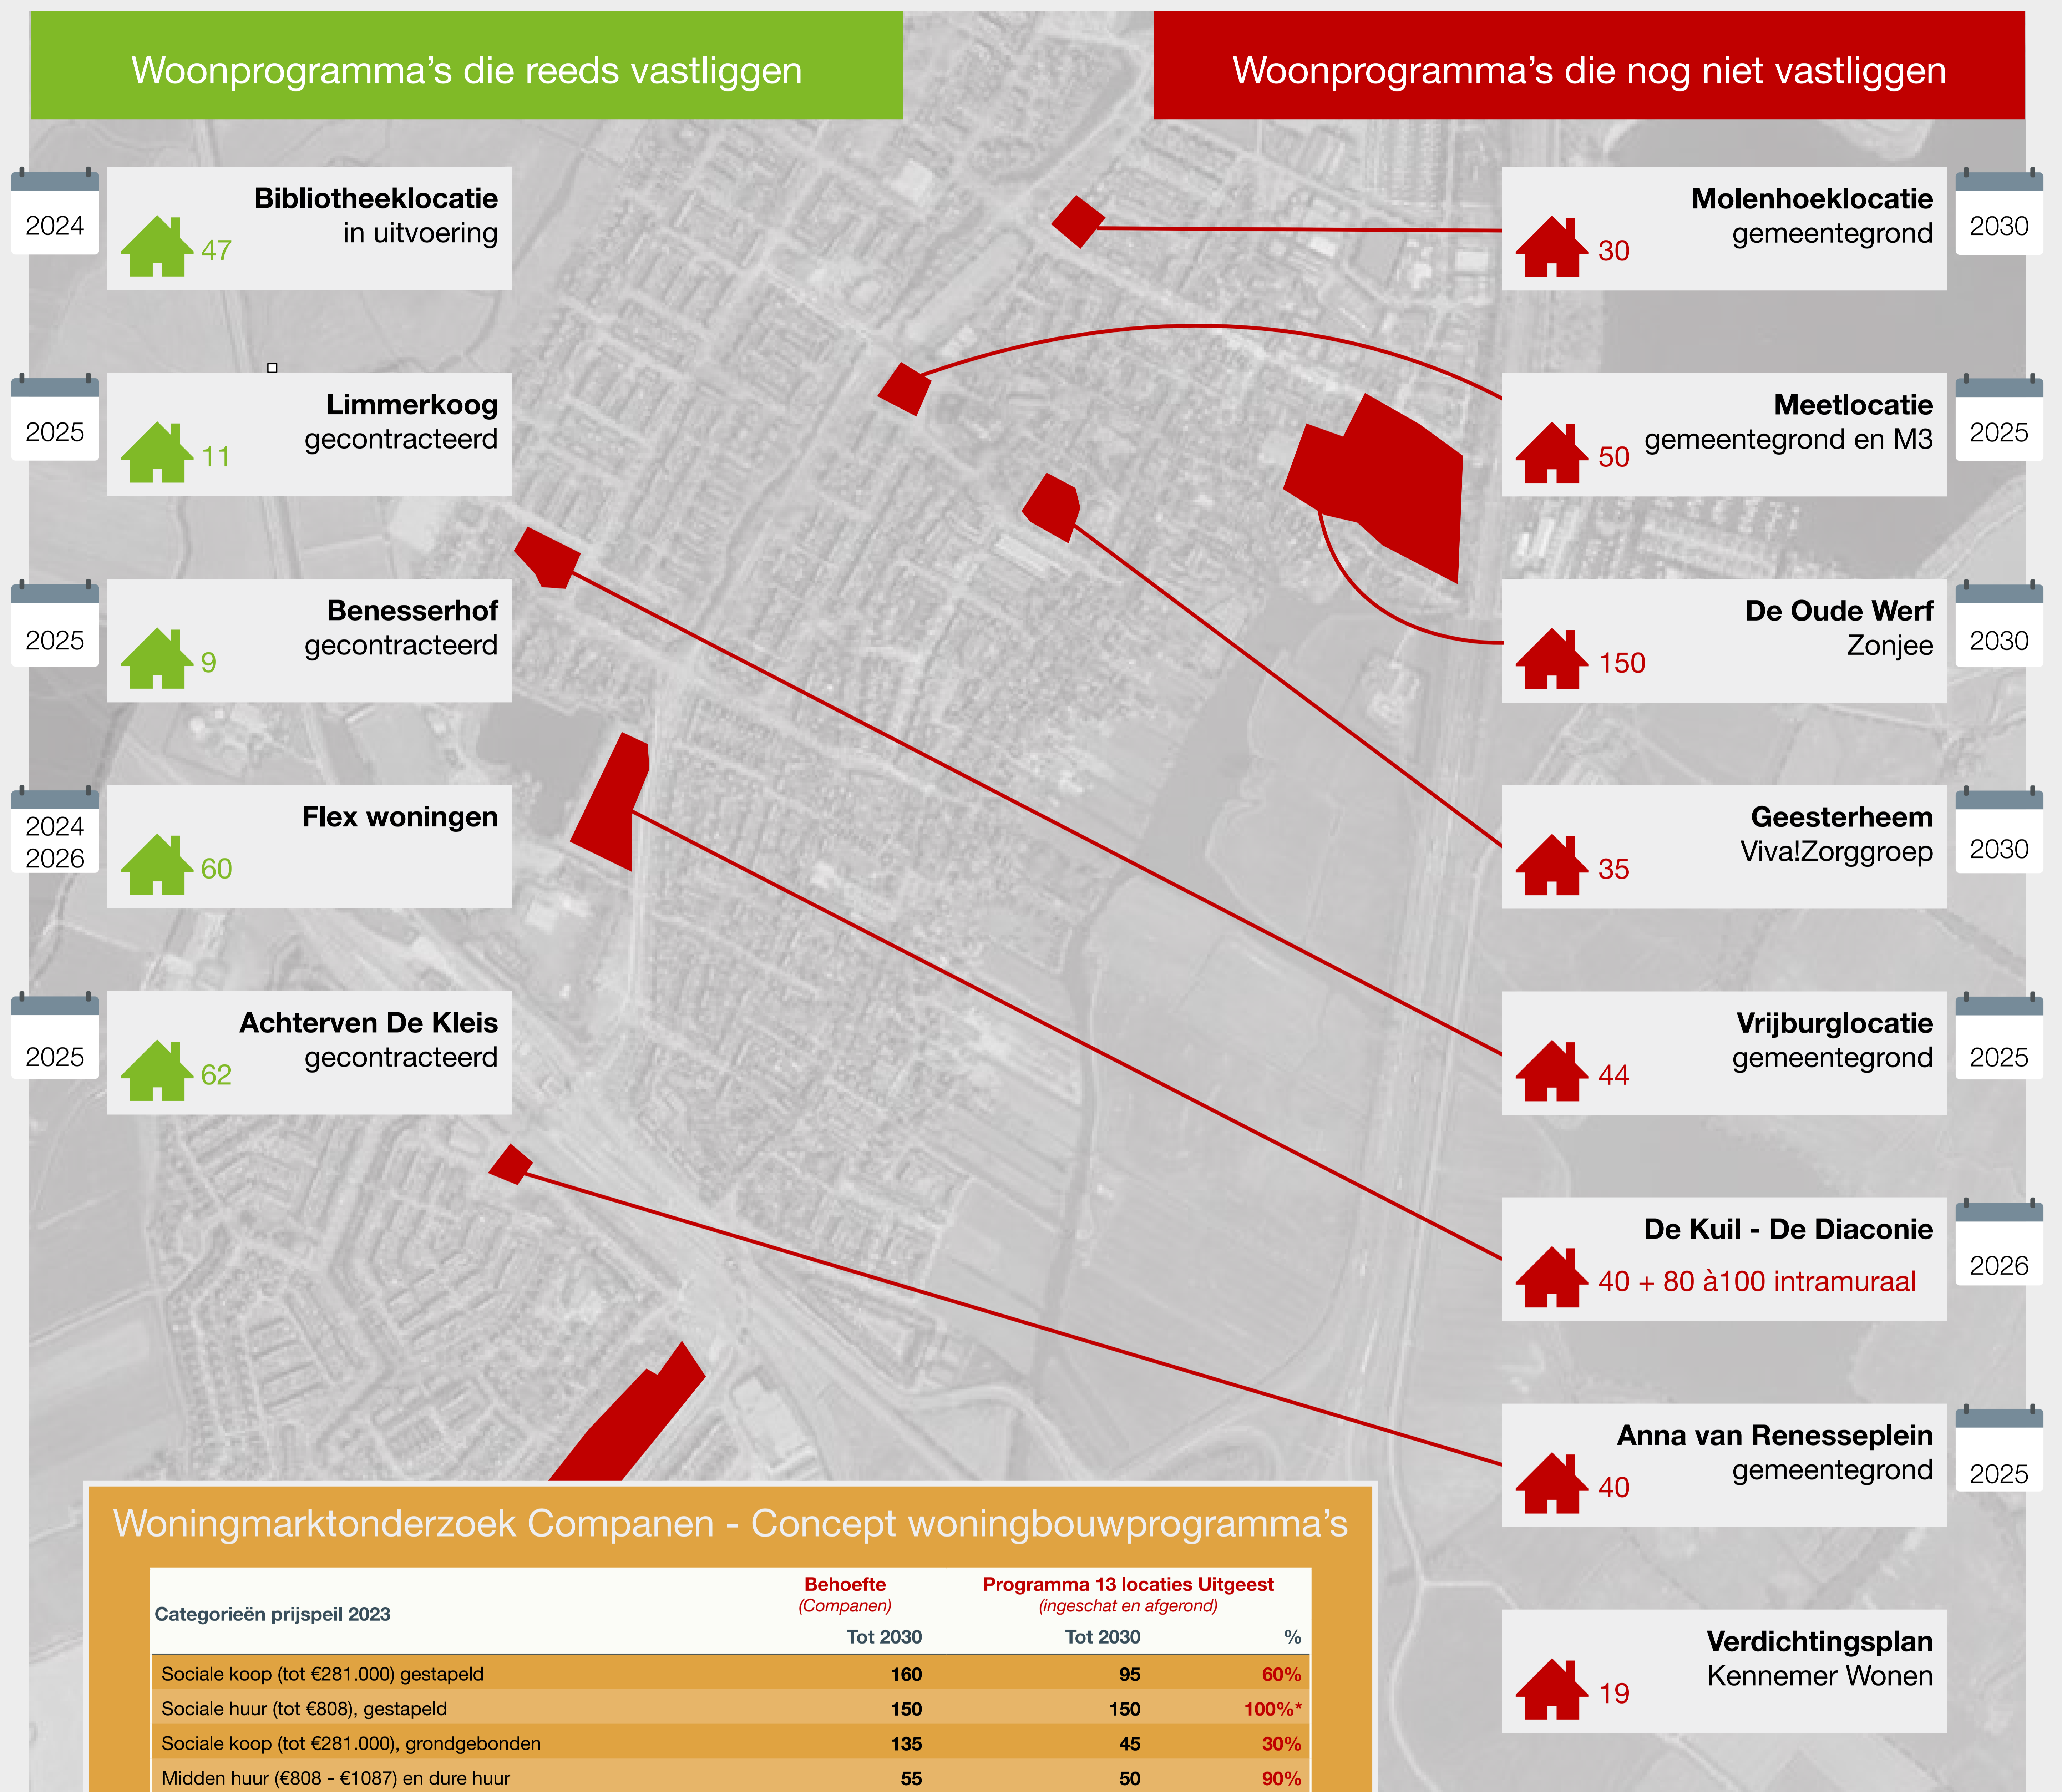 Woonprogramma's die reeds vastliggen
Woonprogramma's die nog niet vastliggen
2024
Bibliotheeklocatie
in uitvoering
47
2025
Limmerkoog
gecontracteerd
11
2025
Benesserhof
gecontracteerd
9
2024
2026
Flex woningen
60
2025
Achterven De Kleis
gecontracteerd
62
Molenhoeklocatie
gemeentegrond
30
2030
Meetlocatie
gemeentegrond en M3
50
2025
De Oude Werf
Zonjee
150
2030
Geesterheem
Viva!Zorggroep
35
2030
Vrijburglocatie
gemeentegrond
44
2025
De Kuil - De Diaconie
40 + 80 à100 intramuraal
2026
Anna van Renesseplein
gemeentegrond
40
2025
Verdichtingsplan
Kennemer Wonen
19
Woningmarktonderzoek Companen - Concept woningbouwprogramma's
Behoefte Programma 13 locaties Uitgeest
(Companen) (ingeschat en afgerond)
Categorieën prijspeil 2023
Tot 2030 Tot 2030 %
Sociale koop (tot €281.000) gestapeld 160 95 60%
Sociale huur (tot €808), gestapeld 150 150 100%*
Sociale koop (tot €281.000), grondgebonden 135 45 30%
Midden huur (€808 - €1087) en dure huur 55 50 90%